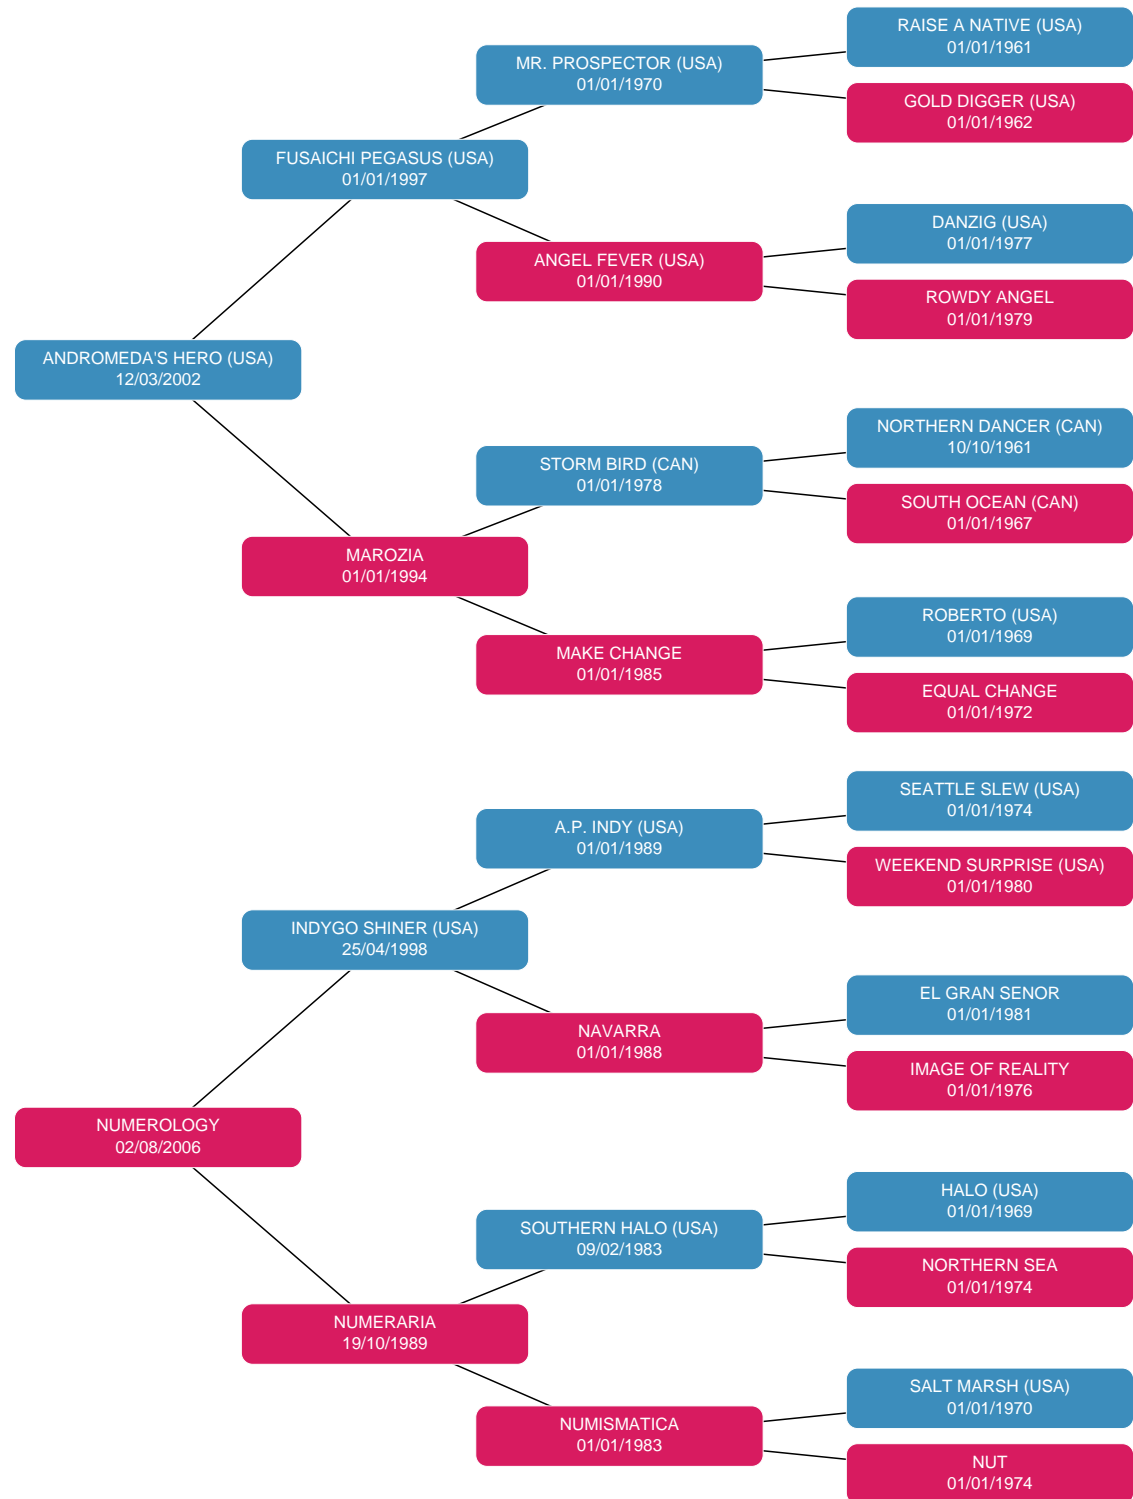 RAISE A NATIVE (USA)
01/01/1961
MR. PROSPECTOR (USA)
01/01/1970
GOLD DIGGER (USA)
01/01/1962
FUSAICHI PEGASUS (USA)
01/01/1997
DANZIG (USA)
01/01/1977
ANGEL FEVER (USA)
01/01/1990
ROWDY ANGEL
01/01/1979
ANDROMEDA'S HERO (USA)
12/03/2002
NORTHERN DANCER (CAN)
10/10/1961
STORM BIRD (CAN)
01/01/1978
SOUTH OCEAN (CAN)
01/01/1967
MAROZIA
01/01/1994
ROBERTO (USA)
01/01/1969
MAKE CHANGE
01/01/1985
EQUAL CHANGE
01/01/1972
SEATTLE SLEW (USA)
01/01/1974
A.P. INDY (USA)
01/01/1989
WEEKEND SURPRISE (USA)
01/01/1980
INDYGO SHINER (USA)
25/04/1998
EL GRAN SENOR
01/01/1981
NAVARRA
01/01/1988
IMAGE OF REALITY
01/01/1976
NUMEROLOGY
02/08/2006
HALO (USA)
01/01/1969
SOUTHERN HALO (USA)
09/02/1983
NORTHERN SEA
01/01/1974
NUMERARIA
19/10/1989
SALT MARSH (USA)
01/01/1970
NUMISMATICA
01/01/1983
NUT
01/01/1974